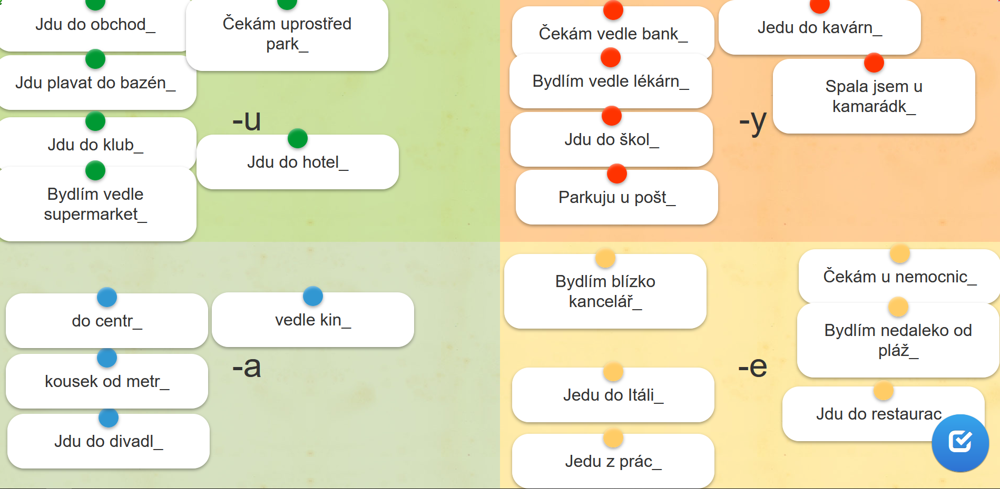 Jdu do obchod_
Čekám uprostřed
park_
Jdu plavat do bazén_
-u
Jdu do klub_
Jdu do hotel_
Bydlím vedle
supermarket_
Čekám vedle bank_
Jedu do kavárn_
Bydlím vedle lékárn_
Spala jsem u
kamarádk_
-y
Jdu do škol_
Parkuju u pošt_
do centr_
vedle kin_
-a
kousek od metr_
Jdu do divadl_
Bydlím blízko
kancelář_
Čekám u nemocnic_
Bydlím nedaleko od
pláž_
-e
Jedu do Itáli_
Jdu do restaurac
Jedu z prác_